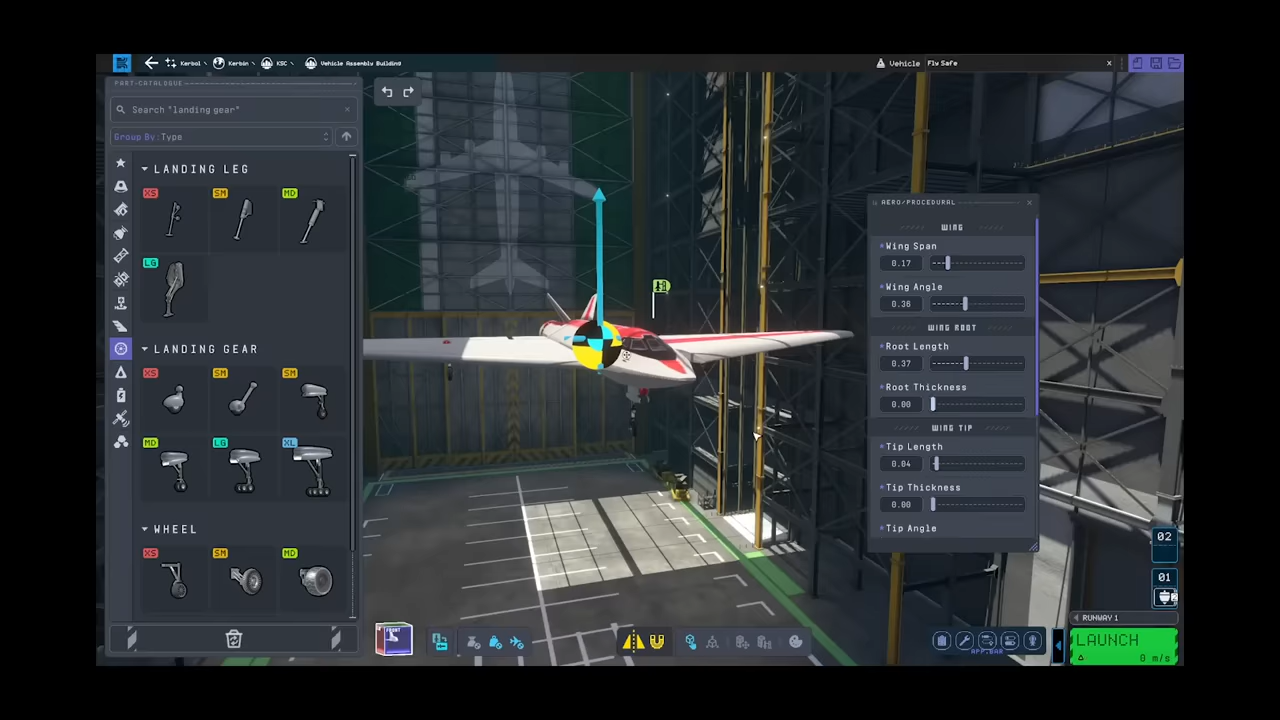 Kerbol
Kerbin
KSC
Vehicle Assembly Building
Vehicle
Fly Safe
PART-CATALOGUE
Search "landing gear"
Group By: Type
LANDING LEG
XS
SM
MD
LG
LANDING GEAR
XS
SM
SM
MD
LG
XL
WHEEL
XS
SM
MD
AERO/PROCEDURAL
WING
*Wing Span
0.17
*Wing Angle
0.36
WING ROOT
*Root Length
0.37
*Root Thickness
0.00
WING TIP
*Tip Length
0.04
*Tip Thickness
0.00
*Tip Angle
02
01
RUNWAY 1
LAUNCH
0 m/s
FRONT
APP.BAR